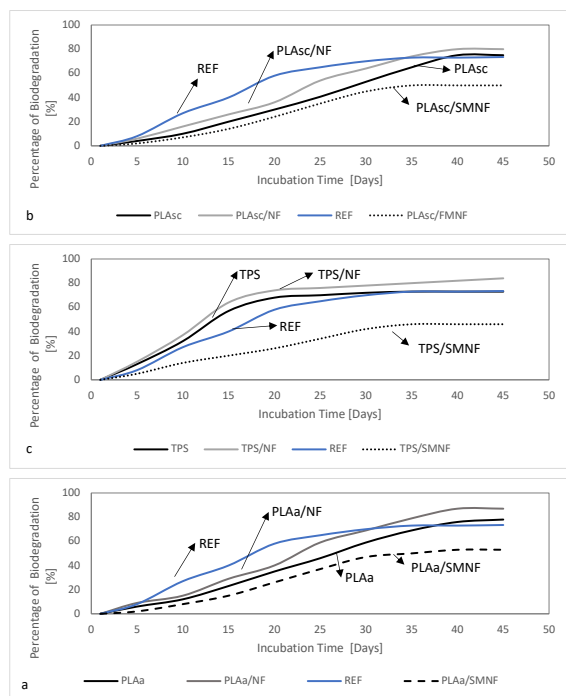 Percentage of Biodegradation
[%]
100
80
60
40
20
0
REF
PLAsc/NF
PLAsc
PLAsc/SMNF
0 5 10 15 20 25 30 35 40 45 50
Incubation Time [Days]
b
PLAsc PLAsc/NF REF PLAsc/FMNF
Percentage of Biodegradation
[%]
100
80
60
40
20
0
TPS
TPS/NF
REF
TPS/SMNF
0 5 10 15 20 25 30 35 40 45 50
Incubation Time [Days]
c
TPS TPS/NF REF TPS/SMNF
Percentage of Biodegradation
[%]
100
80
60
40
20
0
REF
PLAa/NF
PLAa
PLAa/SMNF
0 5 10 15 20 25 30 35 40 45 50
Incubation Time [Days]
a
PLAa PLAa/NF REF PLAa/SMNF